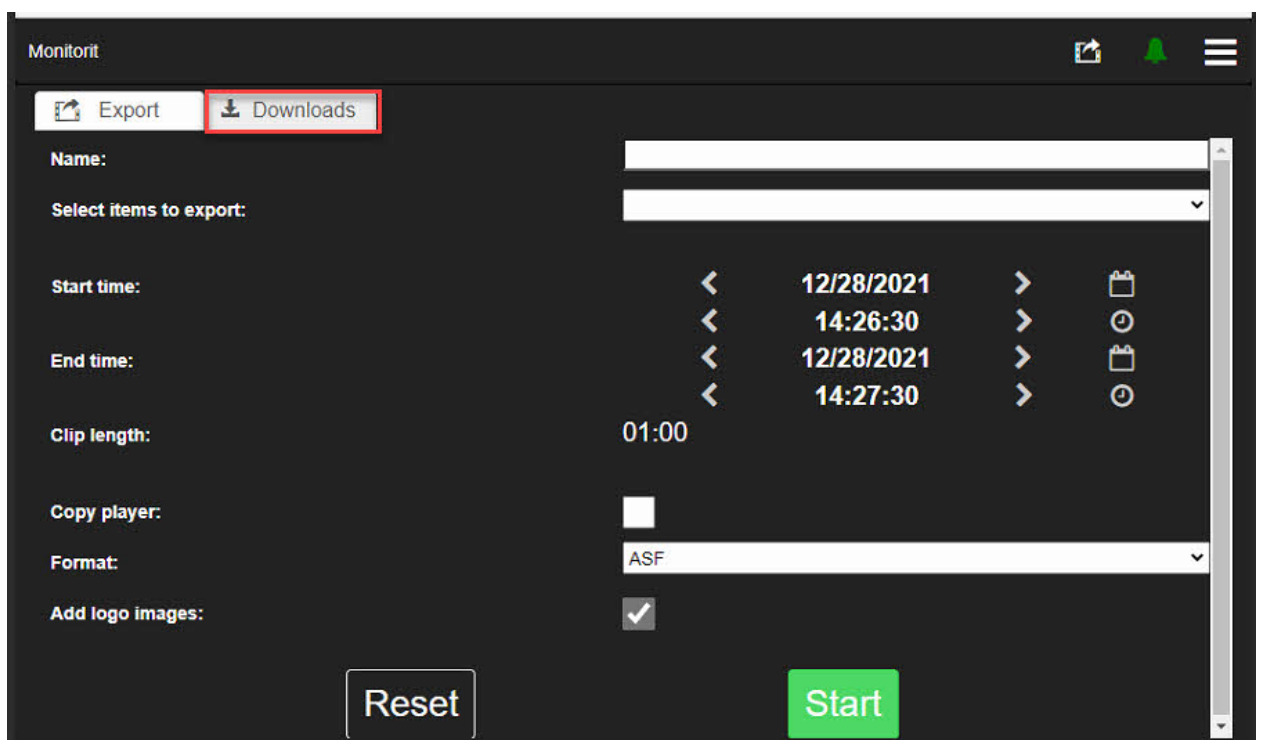 Monitorit
Export Downloads
Name:
Select items to export:
Start time: 12/28/2021
14:26:30
End time: 12/28/2021
14:27:30
Clip length: 01:00
Copy player:
Format: ASF
Add logo images:
Reset Start